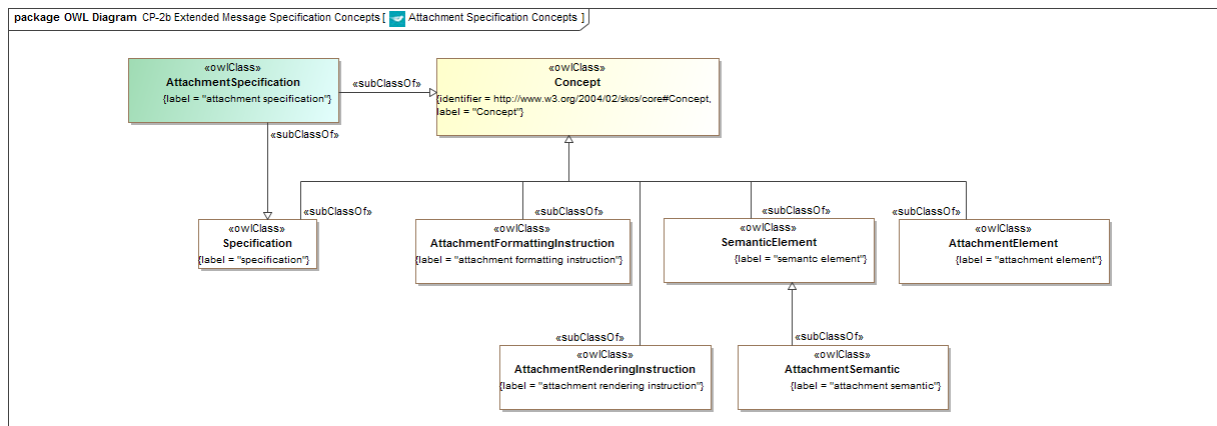 package OWL Diagram CP-2b Extended Message Specification Concepts [ Attachment Specification Concepts ]
«owlClass»
AttachmentSpecification
{label = "attachment specification"}
«subClassOf»
«owlClass»
Concept
{identifier = http://www.w3.org/2004/02/skos/core#Concept,
label = "Concept"}
«subClassOf»
«subClassOf»
«subClassOf»
«subClassOf»
«subClassOf»
«owlClass»
Specification
{label = "specification"}
«owlClass»
AttachmentFormattingInstruction
{label = "attachment formatting instruction"}
«owlClass»
SemanticElement
{label = "semantc element"}
«owlClass»
AttachmentElement
{label = "attachment element"}
«subClassOf»
«subClassOf»
«owlClass»
AttachmentRenderingInstruction
{label = "attachment rendering instruction"}
«owlClass»
AttachmentSemantic
{label = "attachment semantic"}